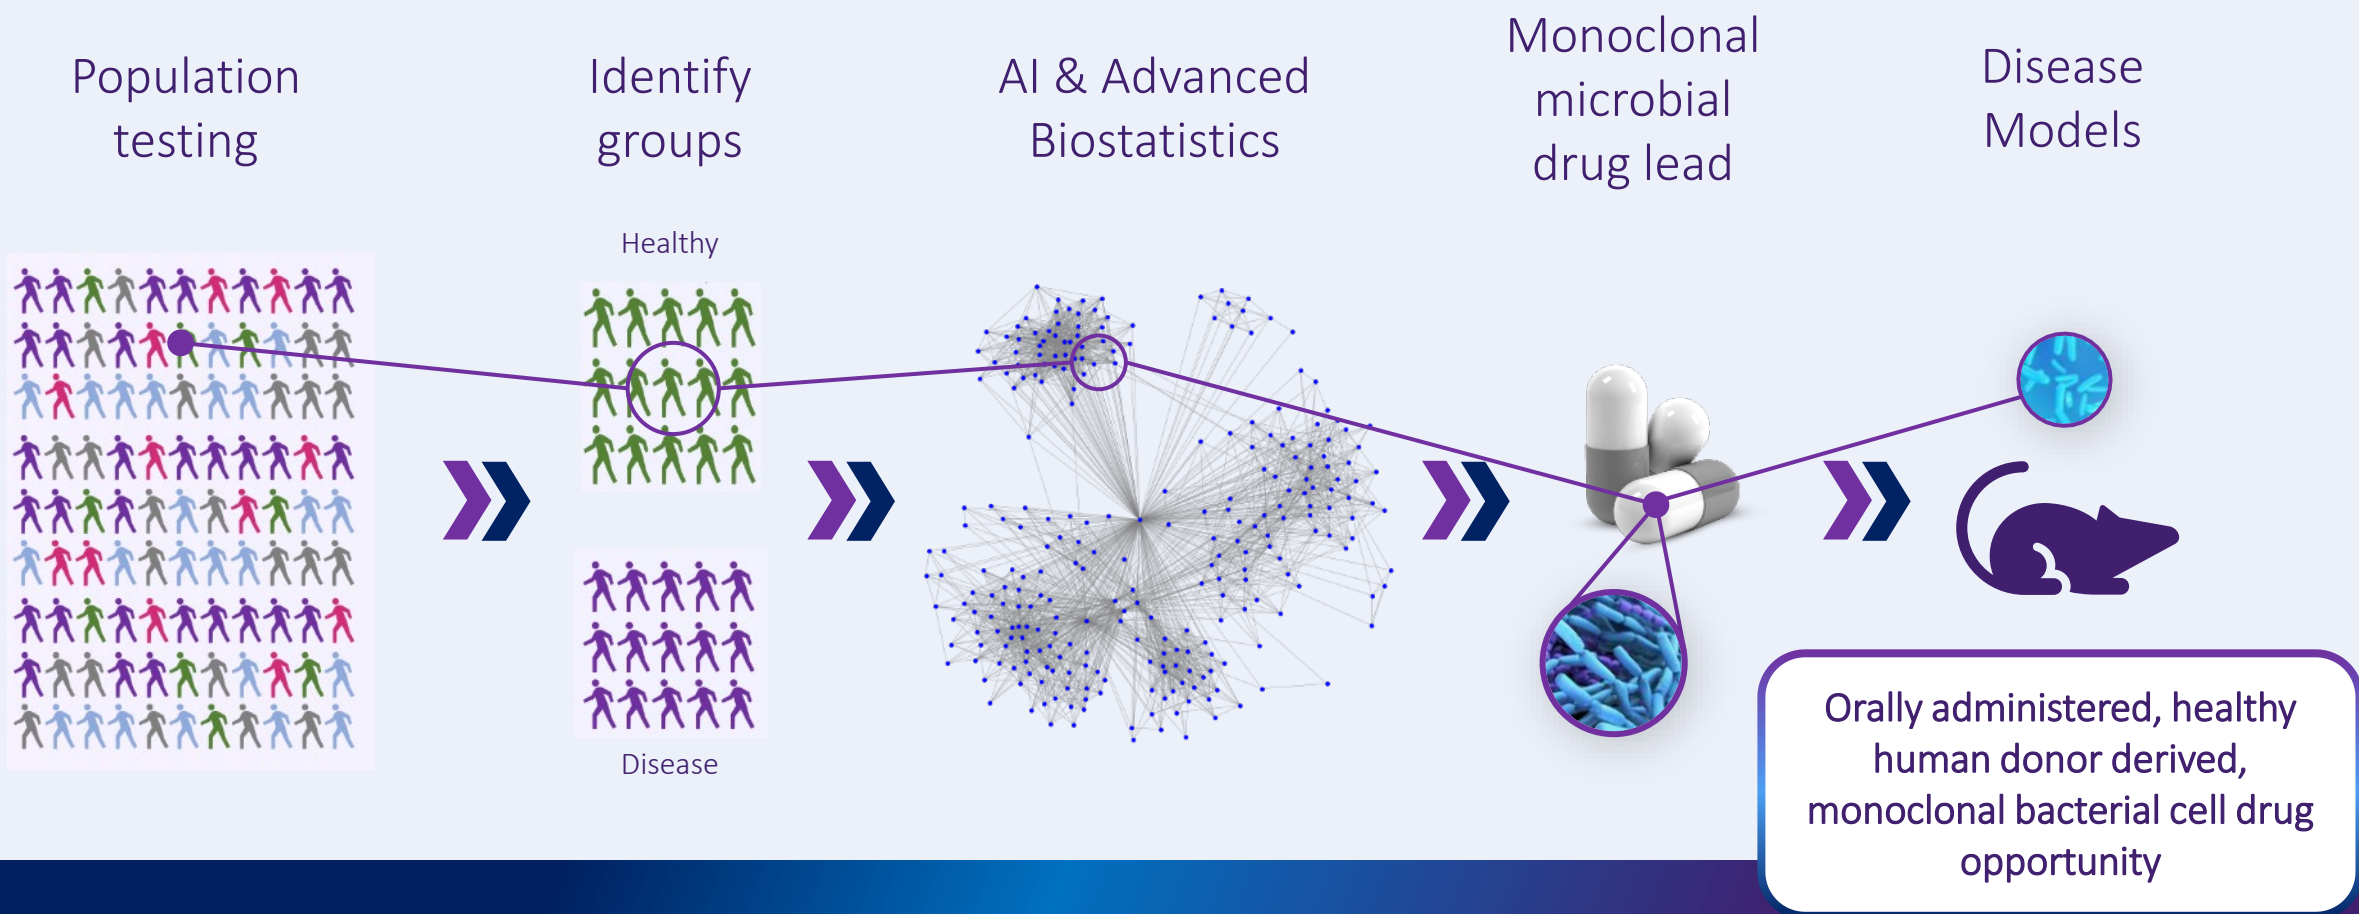 Population
testing
Identify
groups
AI & Advanced
Biostatistics
Monoclonal
microbial
drug lead
Disease
Models
Healthy
Disease
Orally administered, healthy
human donor derived,
monoclonal bacterial cell drug
opportunity